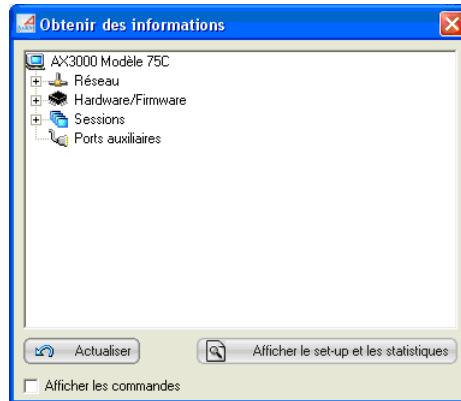 Obtenir des informations
AX3000 Modèle 75C
Réseau
Hardware/Firmware
Sessions
Ports auxiliaires
Actualiser
Afficher le set-up et les statistiques
Afficher les commandes